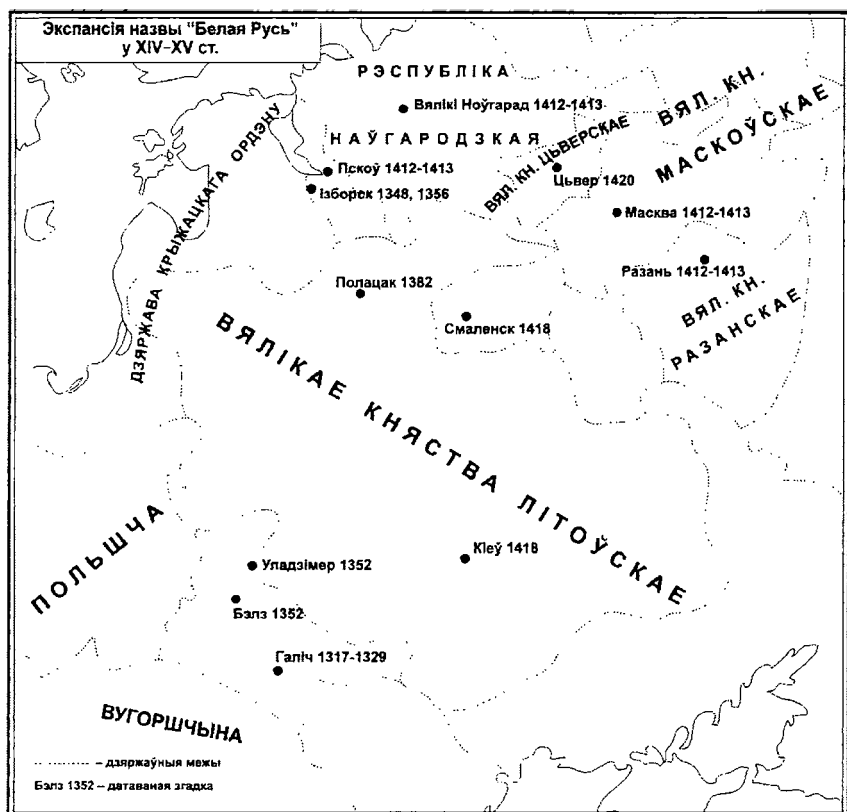 Экспансія назвы "Белая Русь"
у XIV–XV ст.
РЭСПУБЛІКА
Вялікі Ноўгарад 1412-1413
НАЎГАРОДЗКАЯ
ВЯЛ. КН. ЦЬВЕРСКАЕ
ВЯЛ. КН.
МАСКОЎСКАЕ
Пскоў 1412-1413
Ізборск 1348, 1356
Цьвер 1420
Масква 1412-1413
ДЗЯРЖАВА КРЫЖАЦКАГА ОРДЭНУ
Разань 1412-1413
ВЯЛ. КН.
РАЗАНСКАЕ
Полацак 1382
Смаленск 1418
ВЯЛІКАЕ КНЯСТВА ЛІТОЎСКАЕ
ПОЛЬШЧА
Уладзімер 1352
Кіеў 1418
Бэлз 1352
Галіч 1317-1329
ВУГОРШЧЫНА
– дзяржаўныя межы
Бэлз 1352 – датаваная згадка